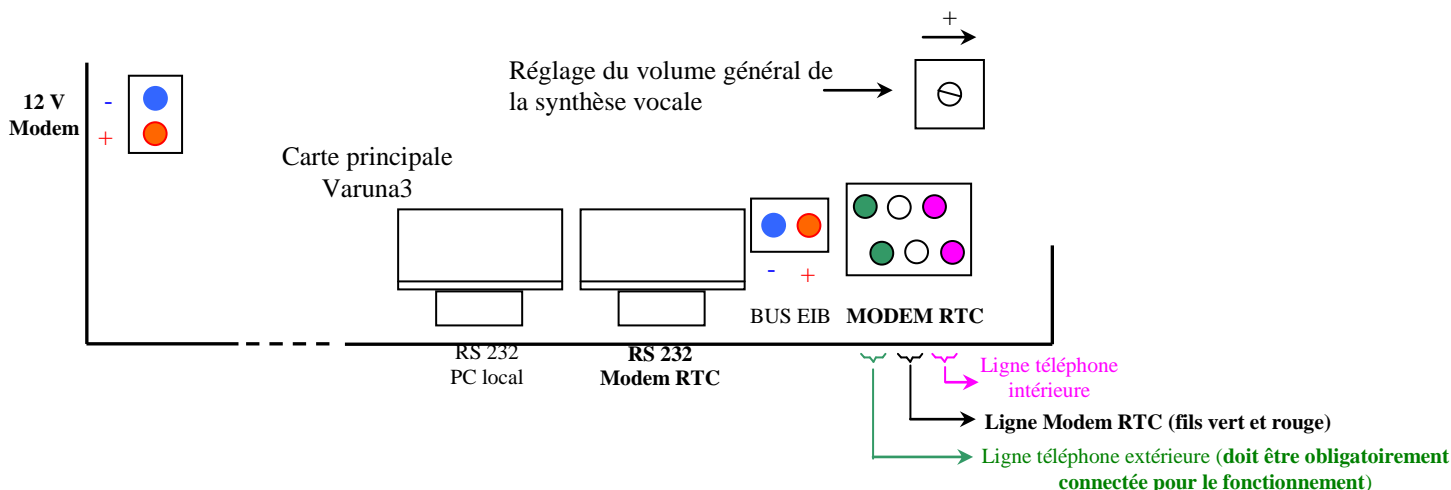 +
Réglage du volume général de
la synthèse vocale
12 V
Modem
-
+
Carte principale
Varuna3
- +
BUS EIB MODEM RTC
RS 232
PC local
RS 232
Modem RTC
Ligne téléphone
intérieure
Ligne Modem RTC (fils vert et rouge)
Ligne téléphone extérieure (doit être obligatoirement
connectée pour le fonctionnement)